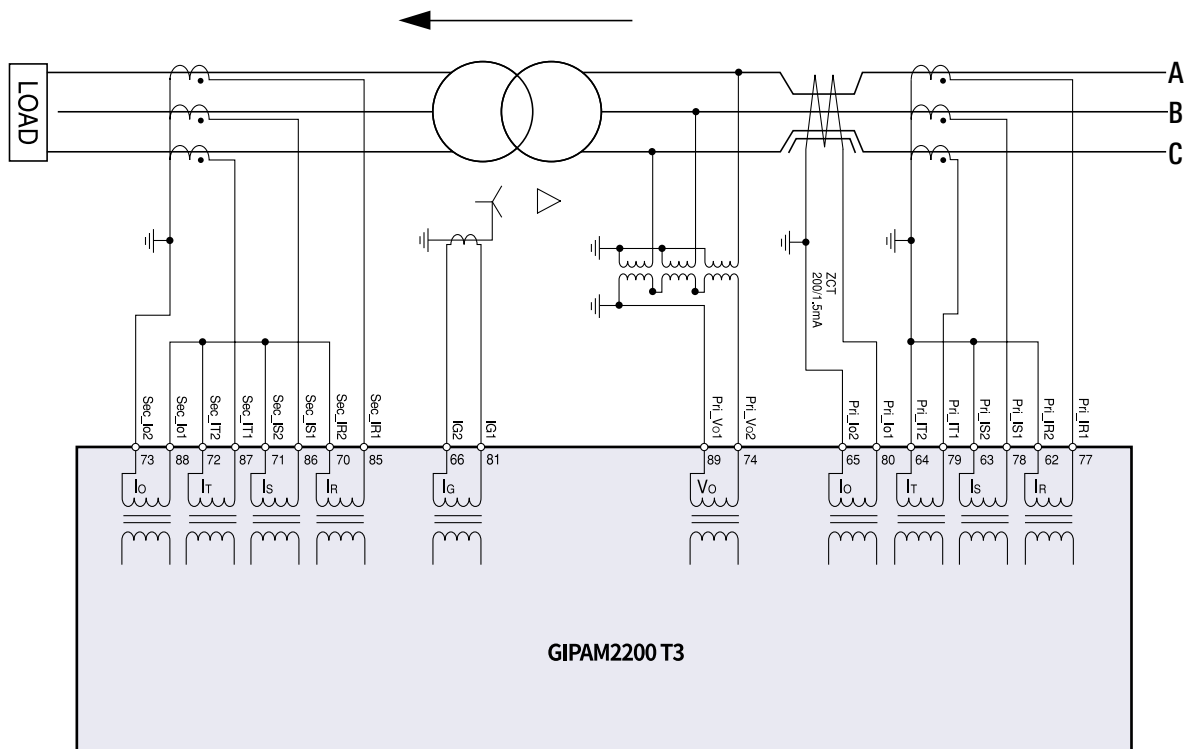 A
B
C
LOAD
ZCT
200/1.5mA
Sec_Io2
Sec_Io1
Sec_IT2
Sec_IT1
Sec_IS2
Sec_IS1
Sec_IR2
Sec_IR1
IG2
IG1
Pri_Vo1
Pri_Vo2
Pri_Io2
Pri_Io1
Pri_IT2
Pri_IT1
Pri_IS2
Pri_IS1
Pri_IR2
Pri_IR1
73 88 72 87 71 86 70 85 66 81 89 74 65 80 64 79 63 78 62 77
IO IT IS IR IG VO IO IT IS IR
GIPAM2200 T3